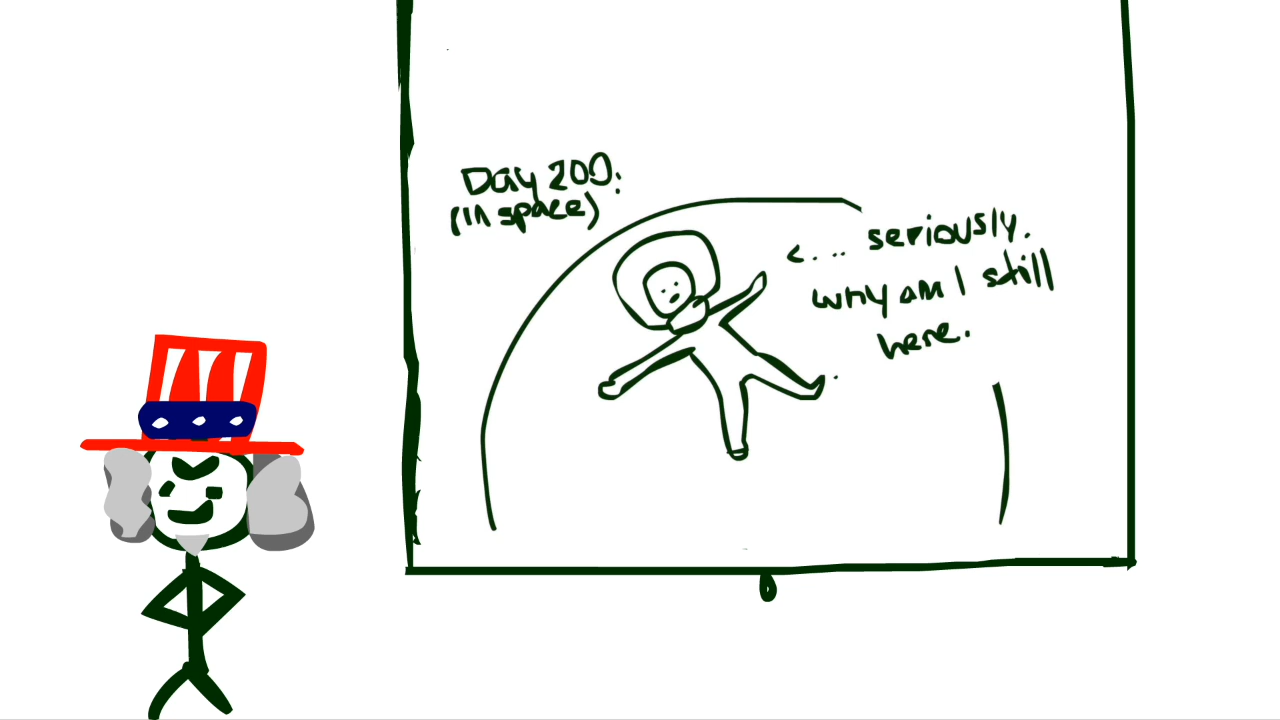 Day 200:
(in space)
<.... seriously.
why am I still
here.